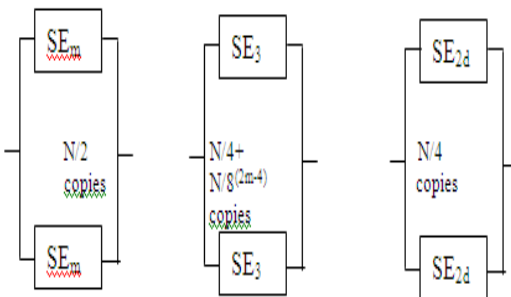 SEm
N/2
copies
SEm
SE3
N/4+
N/8(2m-4)
copies
SE3
SE2d
N/4
copies
SE2d